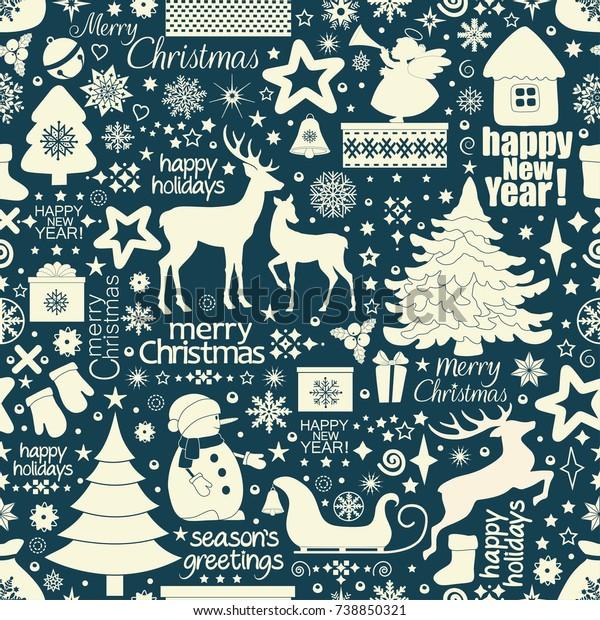 Merry
Christmas
happy
New
Year!
happy
holidays
HAPPY
NEW
YEAR!
merry
Christmas
merry
Christmas
Merry
Christmas
HAPPY
NEW
YEAR!
happy
holidays
season's
greetings
happy
holidays
shutterstock
shutterstock.com · 738850321